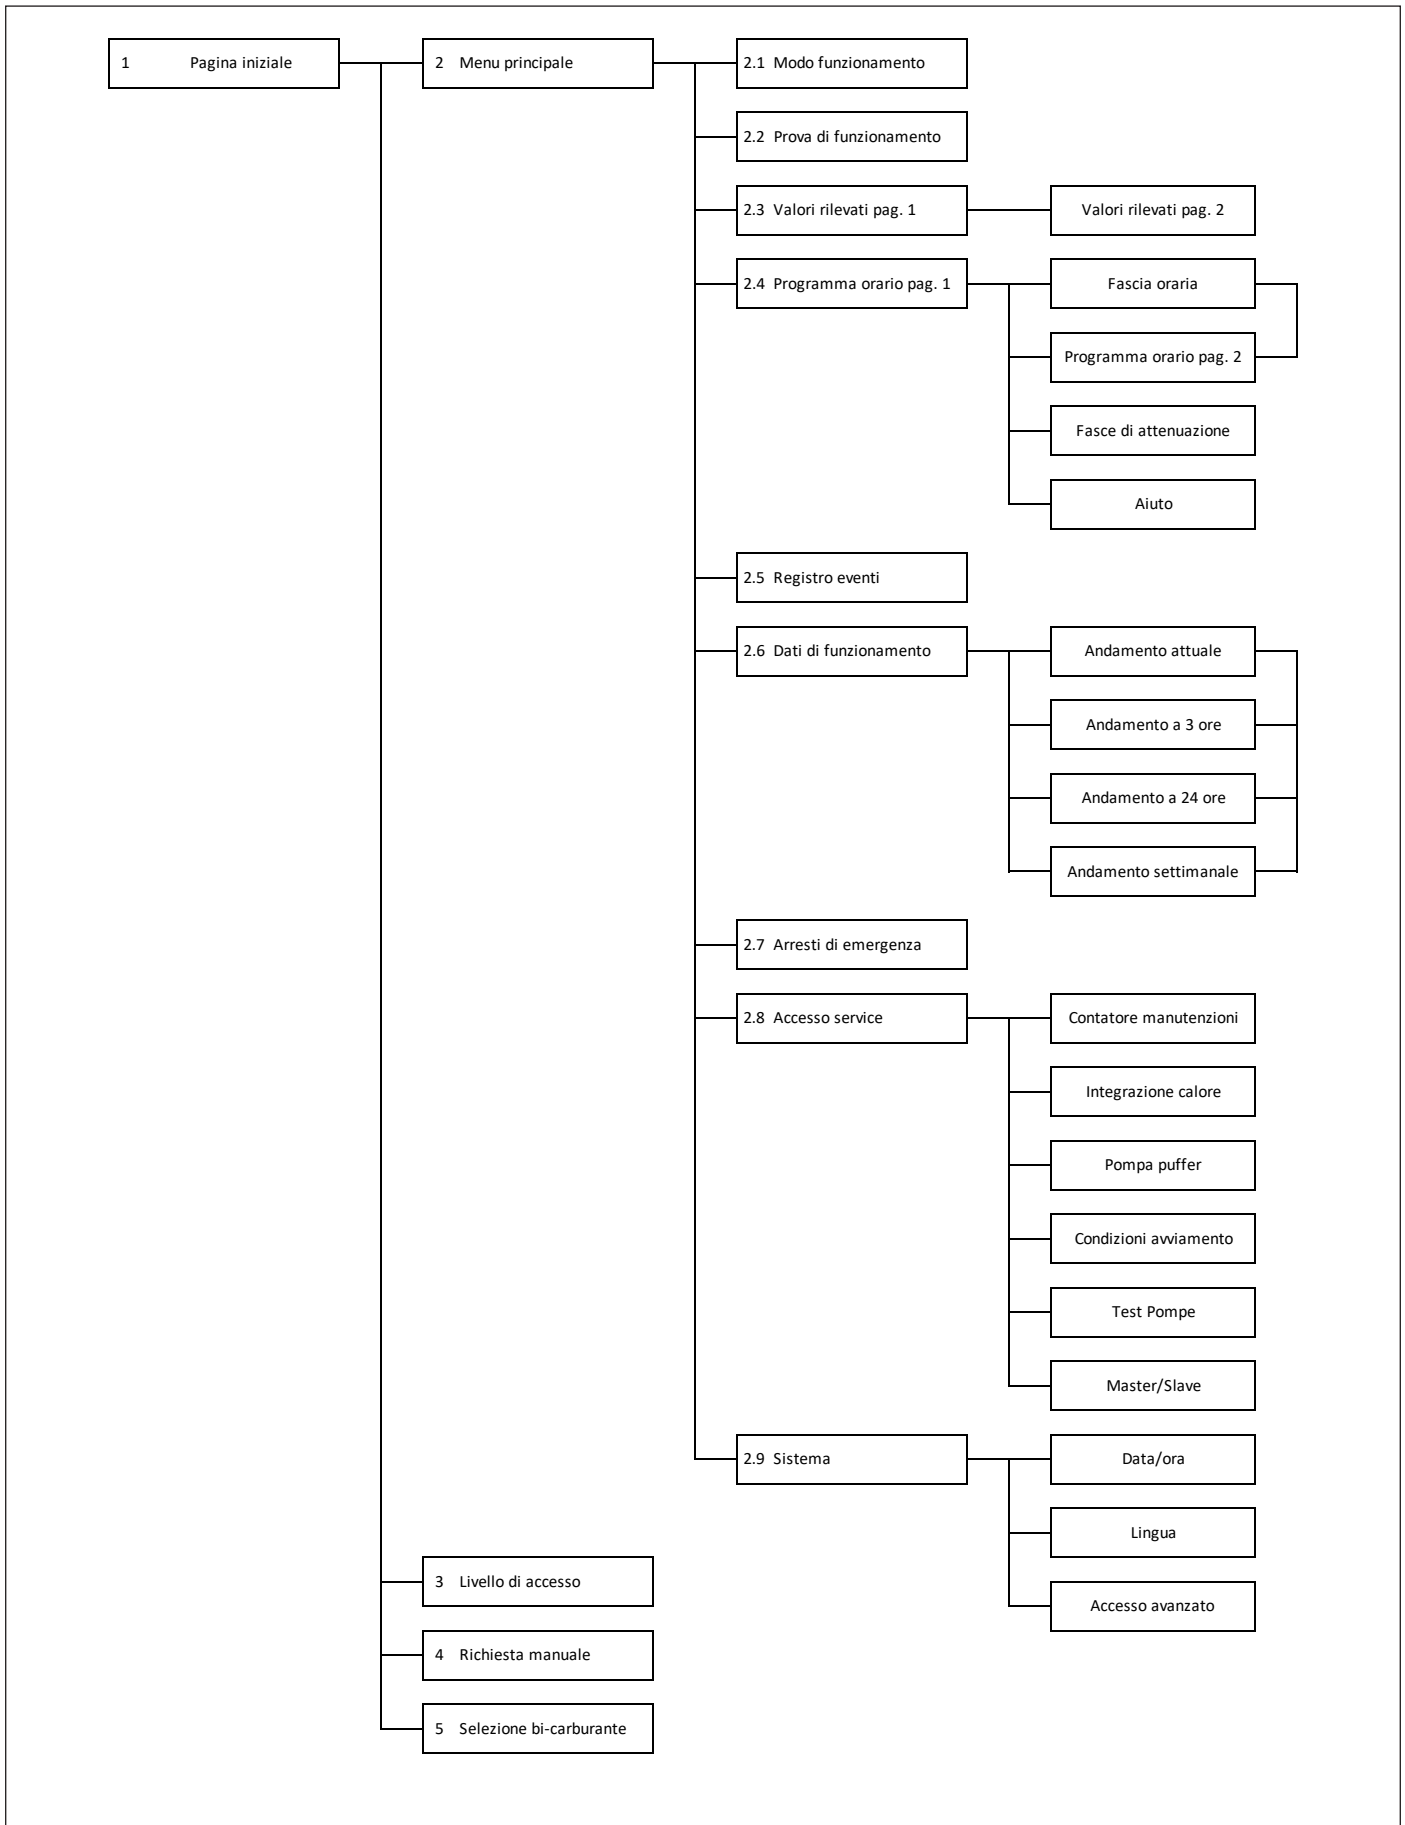 1 Pagina iniziale
2 Menu principale
2.1 Modo funzionamento
2.2 Prova di funzionamento
2.3 Valori rilevati pag. 1
Valori rilevati pag. 2
2.4 Programma orario pag. 1
Fascia oraria
Programma orario pag. 2
Fasce di attenuazione
Aiuto
2.5 Registro eventi
2.6 Dati di funzionamento
Andamento attuale
Andamento a 3 ore
Andamento a 24 ore
Andamento settimanale
2.7 Arresti di emergenza
2.8 Accesso service
Contatore manutenzioni
Integrazione calore
Pompa puffer
Condizioni avviamento
Test Pompe
Master/Slave
2.9 Sistema
Data/ora
Lingua
Accesso avanzato
3 Livello di accesso
4 Richiesta manuale
5 Selezione bi-carburante